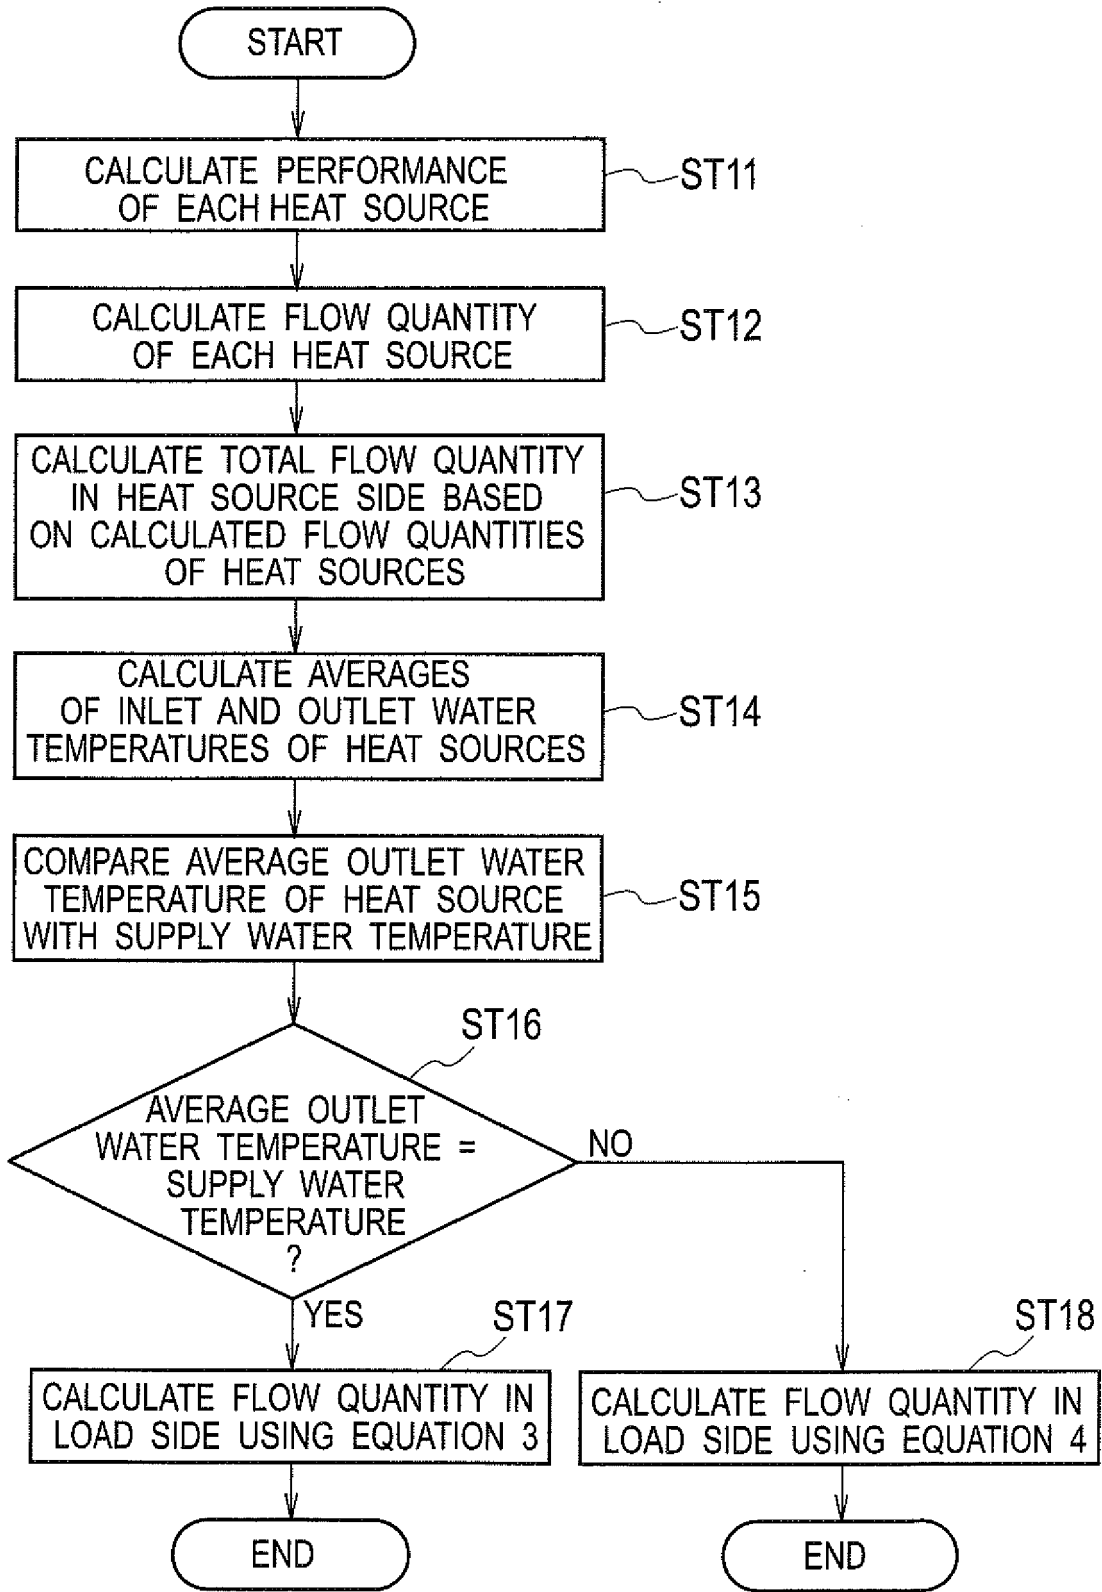 START
CALCULATE PERFORMANCE
OF EACH HEAT SOURCE
ST11
CALCULATE FLOW QUANTITY
OF EACH HEAT SOURCE
ST12
CALCULATE TOTAL FLOW QUANTITY
IN HEAT SOURCE SIDE BASED
ON CALCULATED FLOW QUANTITIES
OF HEAT SOURCES
ST13
CALCULATE AVERAGES
OF INLET AND OUTLET WATER
TEMPERATURES OF HEAT SOURCES
ST14
COMPARE AVERAGE OUTLET WATER
TEMPERATURE OF HEAT SOURCE
WITH SUPPLY WATER TEMPERATURE
ST15
ST16
AVERAGE OUTLET
WATER TEMPERATURE =
SUPPLY WATER
TEMPERATURE
?
NO
YES
ST17
CALCULATE FLOW QUANTITY IN
LOAD SIDE USING EQUATION 3
END
ST18
CALCULATE FLOW QUANTITY IN
LOAD SIDE USING EQUATION 4
END